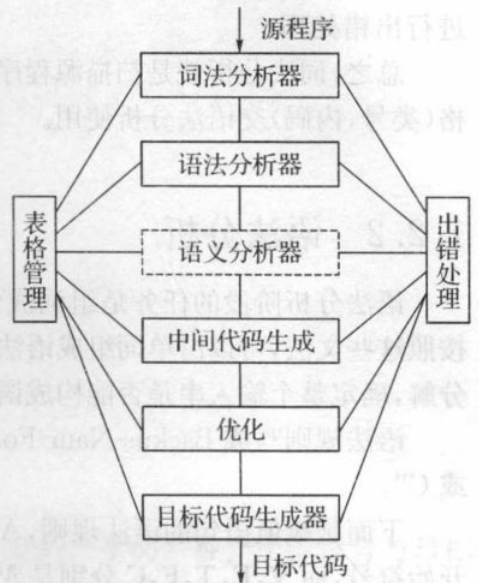 源程序
词法分析器
语法分析器
表格管理
语义分析器
出错处理
中间代码生成
优化
目标代码生成器
目标代码